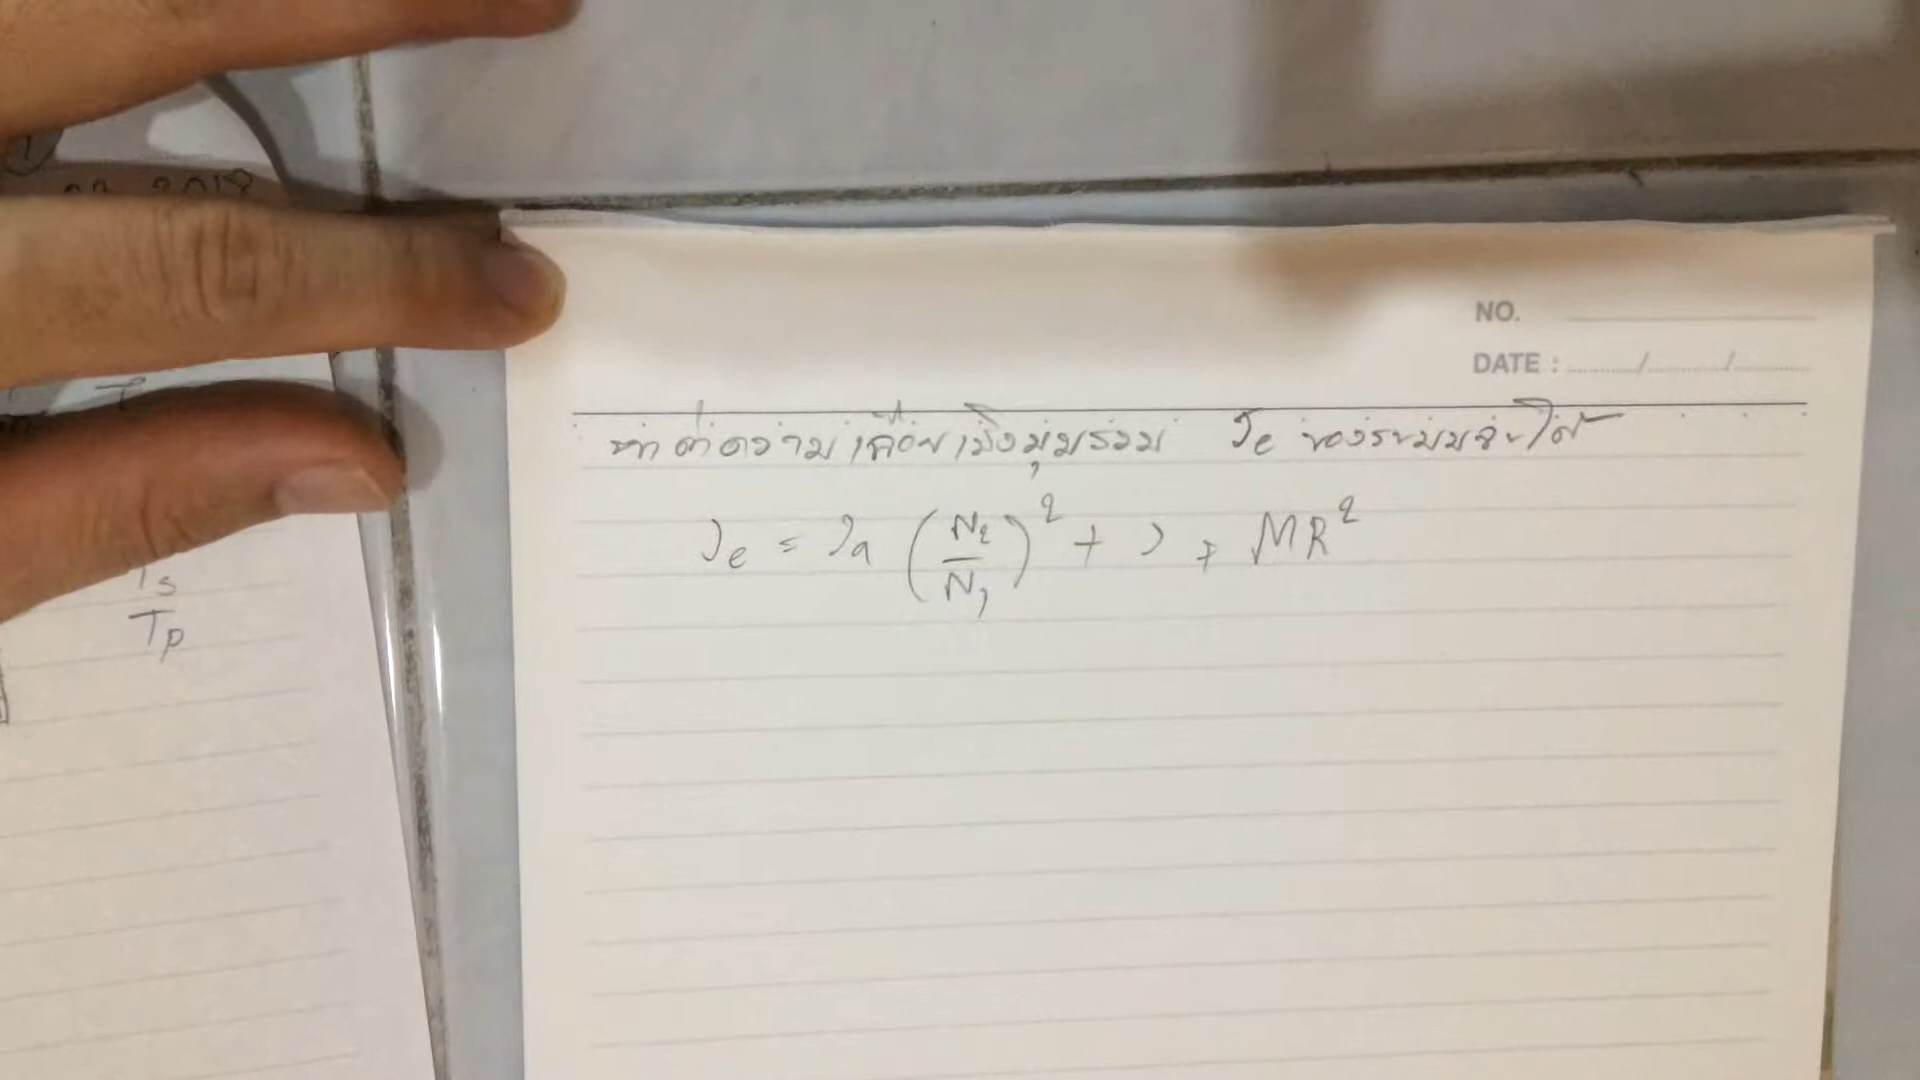 NO.
DATE : ....../....../......
หาค่าความเฉื่อยเชิงมุมรวม Je ของระบบจะได้
Je = Ja (N2/N1)² + J + MR²
Ts
Tp